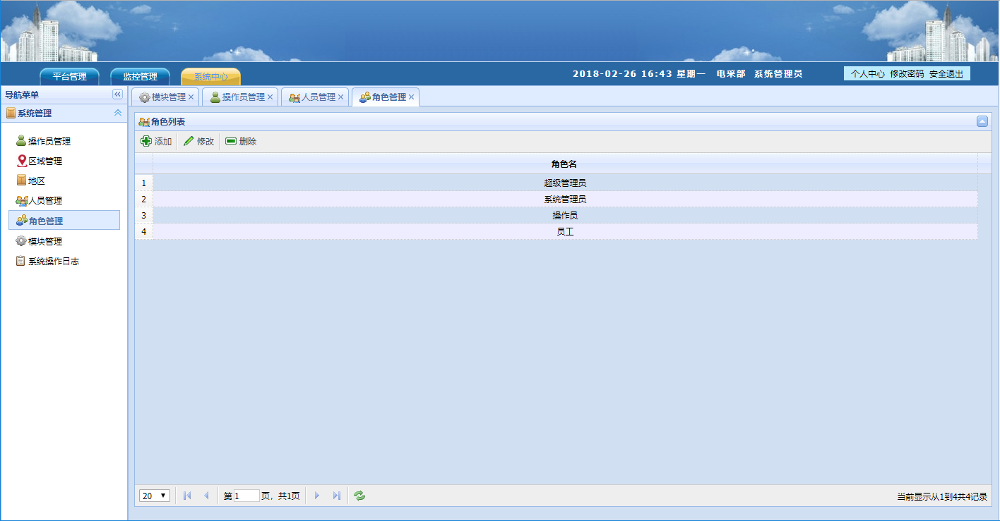 平台管理 监控管理 系统中心 2018-02-26 16:43 星期一 电采部 系统管理员 个人中心 修改密码 安全退出
导航菜单
系统管理
操作员管理
区域管理
地区
人员管理
角色管理
模块管理
系统操作日志
模块管理 操作员管理 人员管理 角色管理
角色列表
添加 修改 删除
角色名
1 超级管理员
2 系统管理员
3 操作员
4 员工
20 第 1 页，共1页 当前显示从1到4共4记录